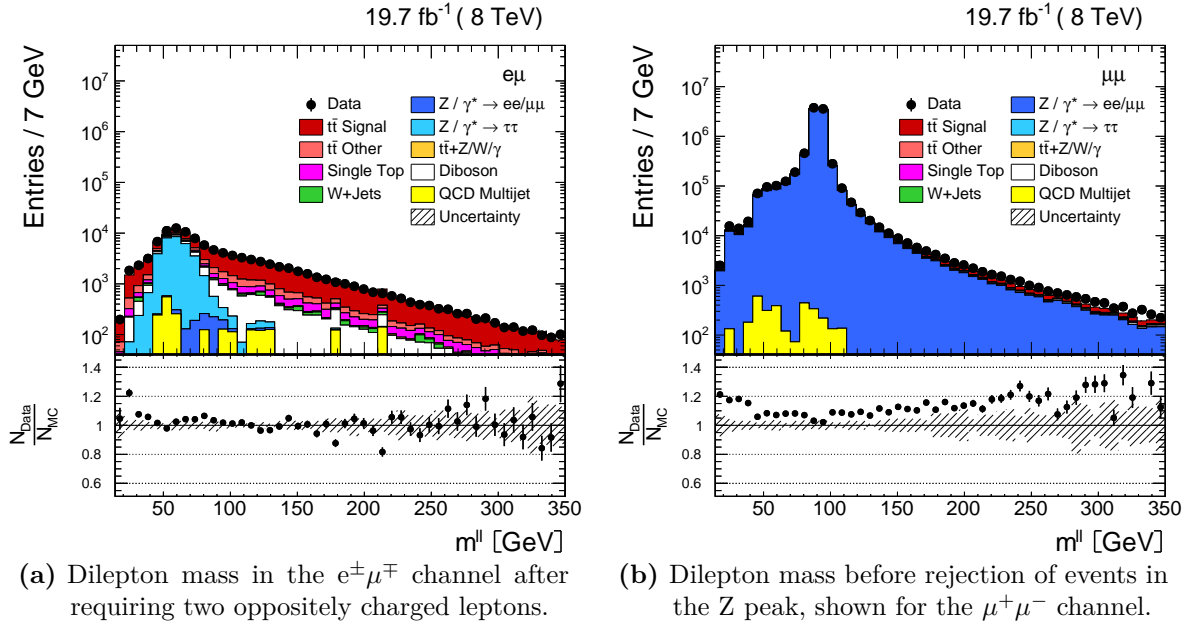 19.7 fb⁻¹ ( 8 TeV)
Entries / 7 GeV
eμ
Data
tt̄ Signal
tt̄ Other
Single Top
W+Jets
Z / γ* → ee/μμ
Z / γ* → ττ
tt̄+Z/W/γ
Diboson
QCD Multijet
Uncertainty
10⁷
10⁶
10⁵
10⁴
10³
10²
N_Data
N_MC
1.4
1.2
1
0.8
0.6
50 100 150 200 250 300 350
m^ll [GeV]
(a) Dilepton mass in the e±μ∓ channel after
requiring two oppositely charged leptons.
19.7 fb⁻¹ ( 8 TeV)
Entries / 7 GeV
μμ
Data
tt̄ Signal
tt̄ Other
Single Top
W+Jets
Z / γ* → ee/μμ
Z / γ* → ττ
tt̄+Z/W/γ
Diboson
QCD Multijet
Uncertainty
10⁷
10⁶
10⁵
10⁴
10³
10²
N_Data
N_MC
1.4
1.2
1
0.8
0.6
50 100 150 200 250 300 350
m^ll [GeV]
(b) Dilepton mass before rejection of events in
the Z peak, shown for the μ⁺μ⁻ channel.